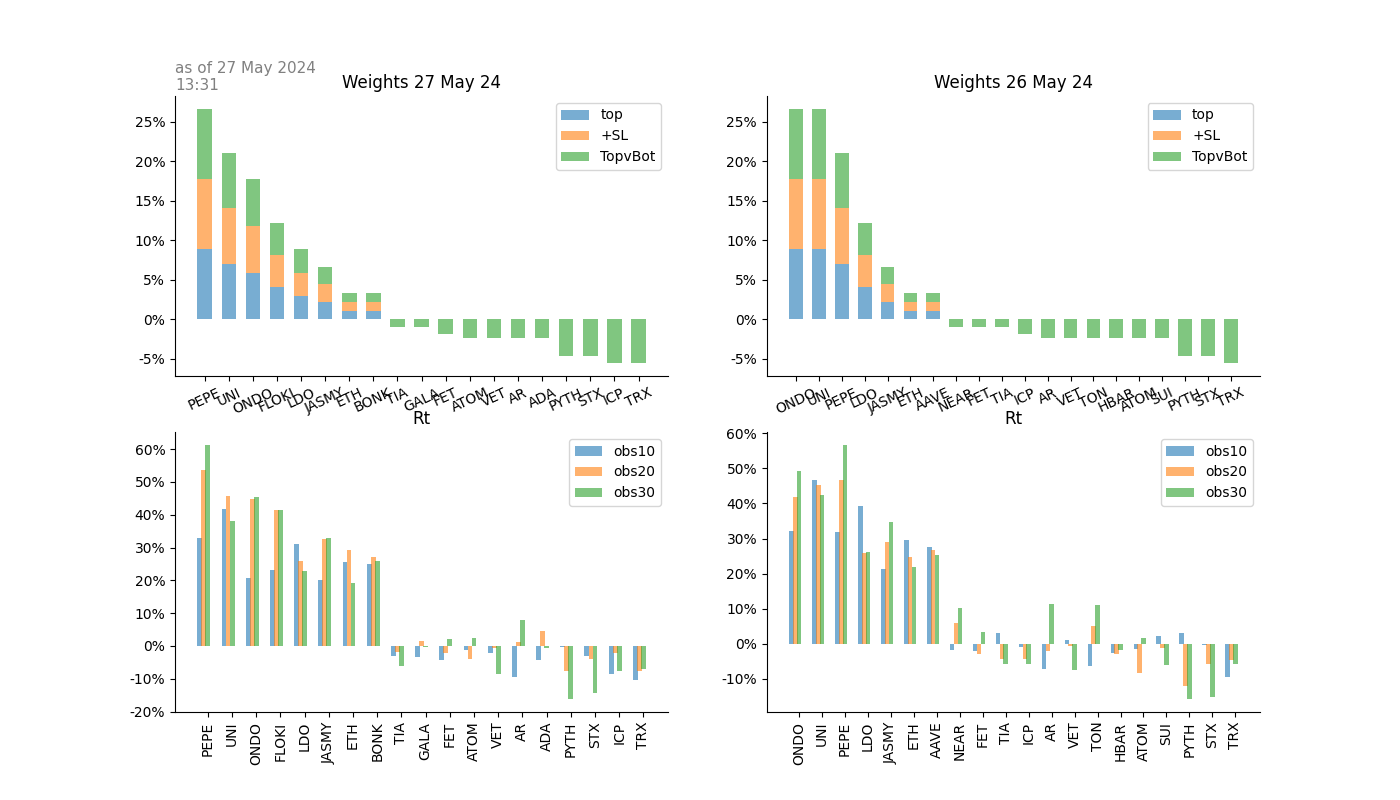 as of 27 May 2024
13:31
Weights 27 May 24
25%
20%
15%
10%
5%
0%
-5%
top
+SL
TopvBot
PEPE UNI ONDO FLOKI LDO JASMY ETH BONK TIA GALA FET ATOM VET AR ADA PYTH STX ICP TRX
Weights 26 May 24
25%
20%
15%
10%
5%
0%
-5%
top
+SL
TopvBot
ONDO UNI PEPE LDO JASMY ETH AAVE NEAR FET TIA ICP AR VET TON HBAR ATOM SUI PYTH STX TRX
Rt
60%
50%
40%
30%
20%
10%
0%
-10%
-20%
obs10
obs20
obs30
PEPE UNI ONDO FLOKI LDO JASMY ETH BONK TIA GALA FET ATOM VET AR ADA PYTH STX ICP TRX
Rt
60%
50%
40%
30%
20%
10%
0%
-10%
obs10
obs20
obs30
ONDO UNI PEPE LDO JASMY ETH AAVE NEAR FET TIA ICP AR VET TON HBAR ATOM SUI PYTH STX TRX